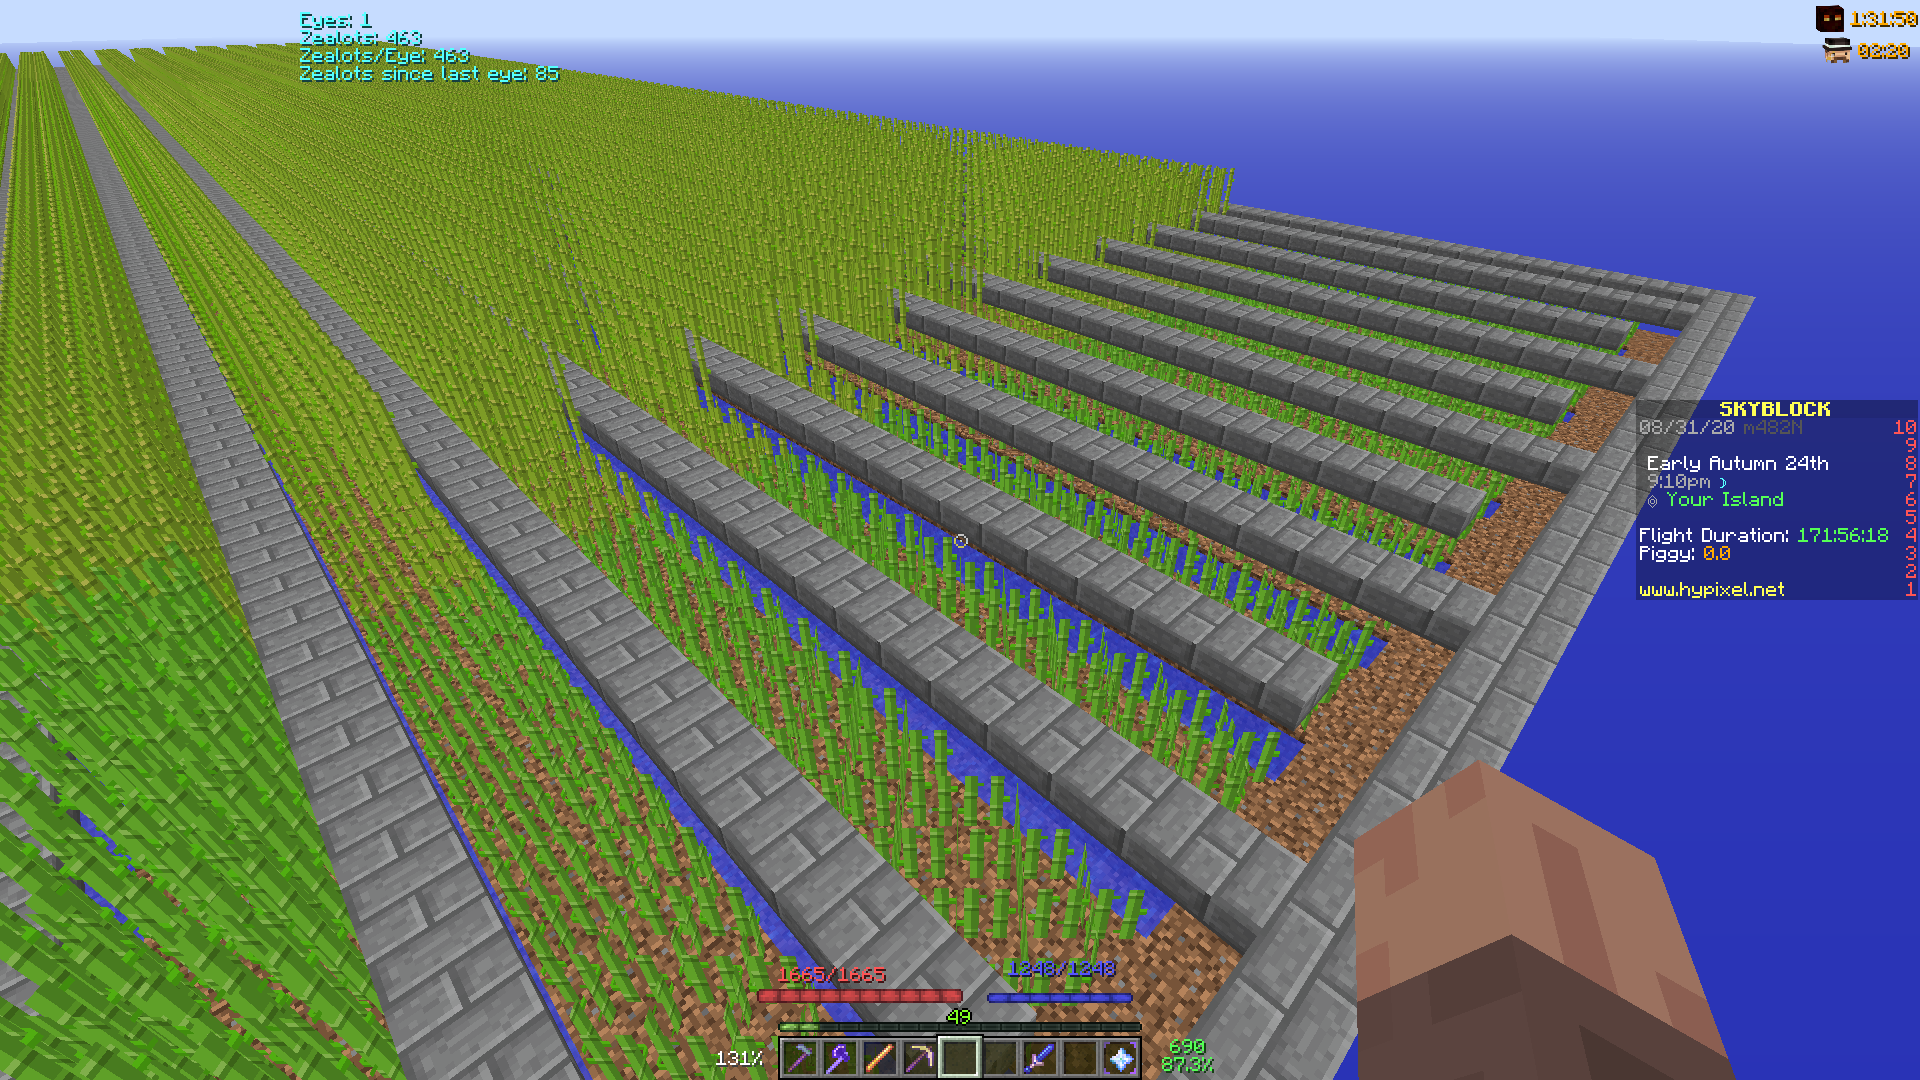 Eyes: 1
Zealots: 463
Zealots/Eye: 463
Zealots since last eye: 85
1:31:50
02:20
SKYBLOCK
08/31/20 m482N 10
9
Early Autumn 24th 8
9:10pm ☽ 7
Your Island 6
5
Flight Duration: 171:56:18 4
Piggy: 0.0 3
2
www.hypixel.net 1
1665/1665
1248/1248
49
131%
690
87.3%